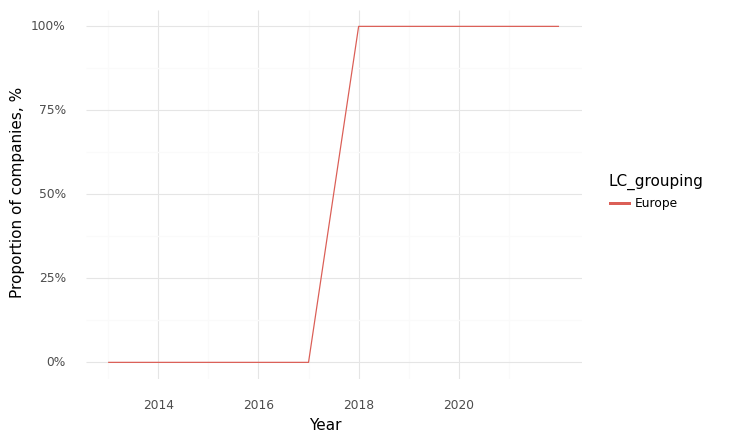 Proportion of companies, %
100%
75%
50%
25%
0%
2014
2016
2018
2020
Year
LC_grouping
Europe